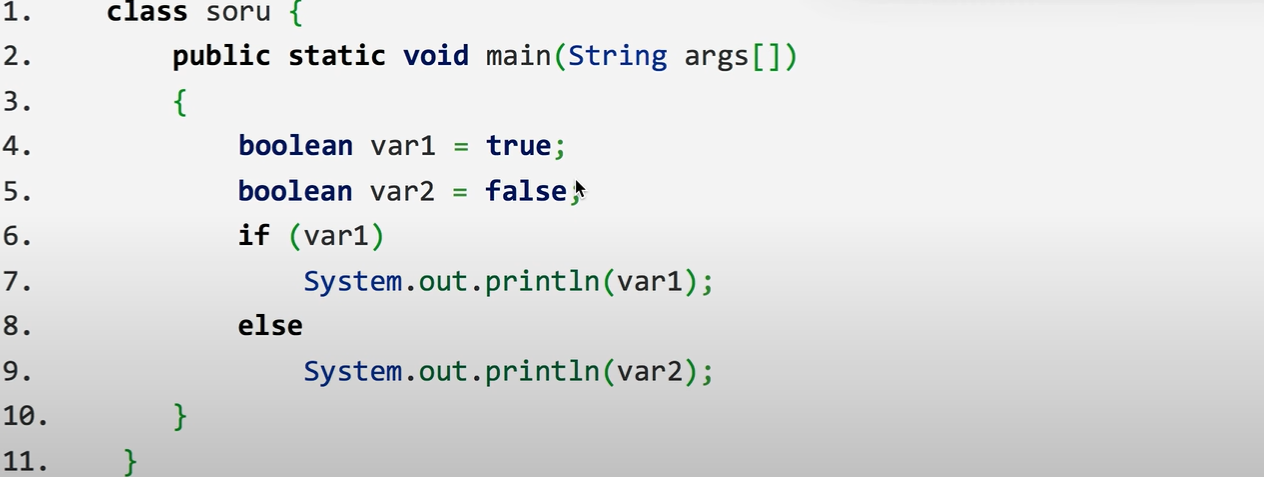 1. class soru {
2. public static void main(String args[])
3. {
4. boolean var1 = true;
5. boolean var2 = false;
6. if (var1)
7. System.out.println(var1);
8. else
9. System.out.println(var2);
10. }
11. }